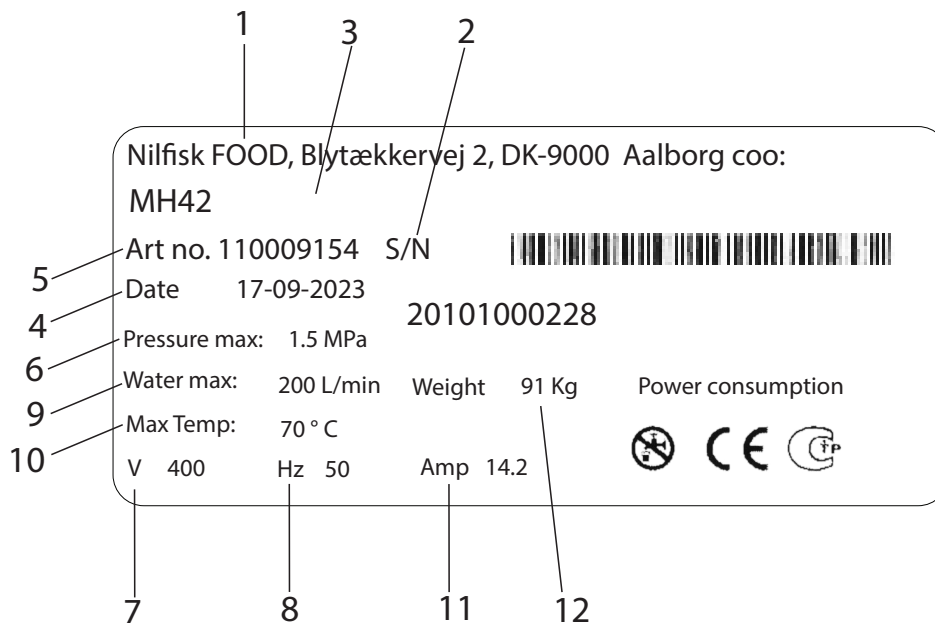 1 3 2
Nilfisk FOOD, Blytækkervej 2, DK-9000 Aalborg coo:
MH42
5 Art no. 110009154 S/N
4 Date 17-09-2023
20101000228
6 Pressure max: 1.5 MPa
9 Water max: 200 L/min Weight 91 Kg Power consumption
10 Max Temp: 70 ° C
V 400 Hz 50 Amp 14.2
CE CTP
7 8 11 12